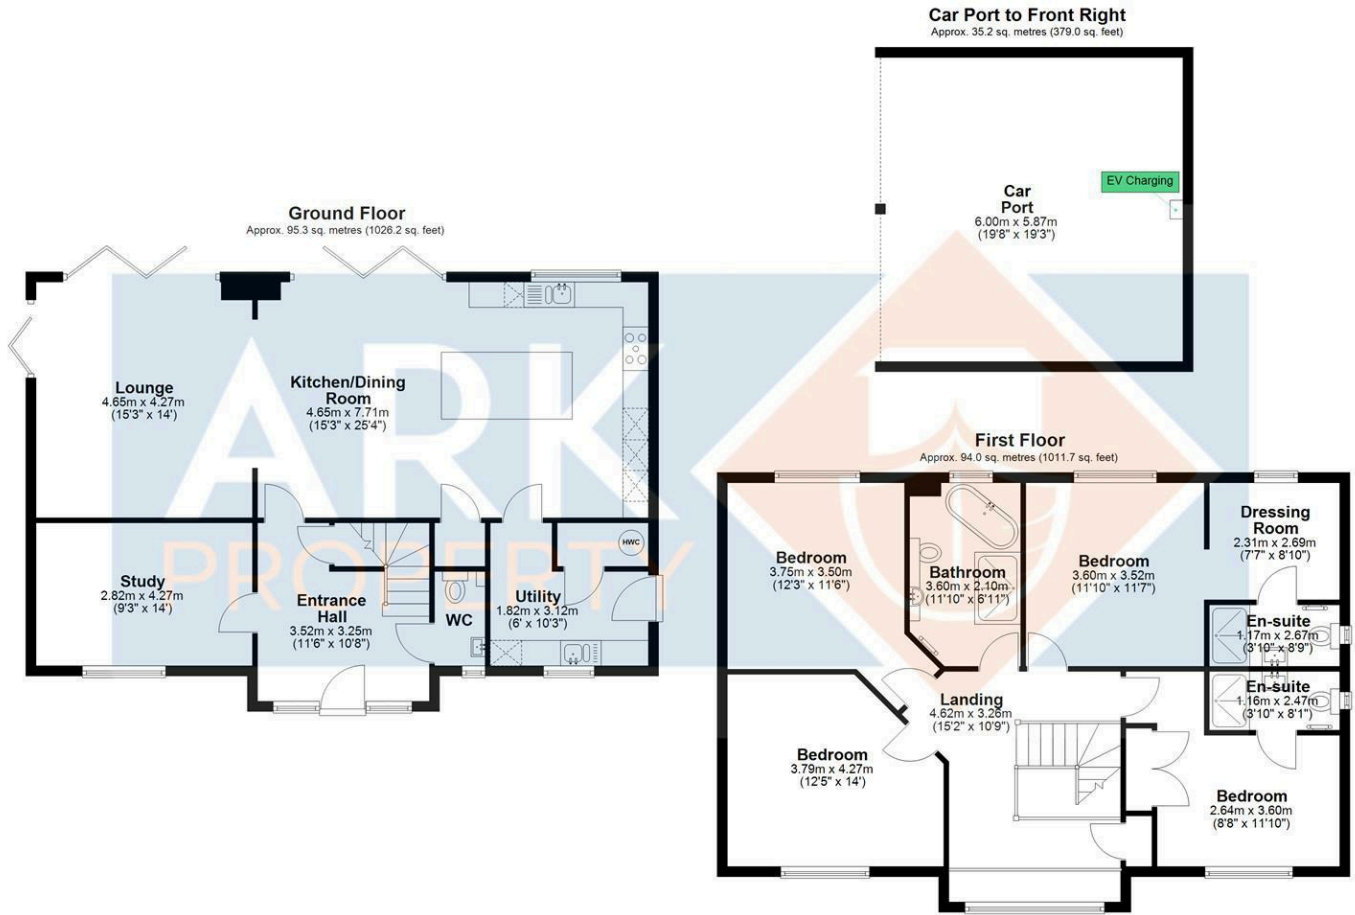 Car Port to Front Right
Approx. 35.2 sq. metres (379.0 sq. feet)
EV Charging
Car
Port
6.00m x 5.87m
(19'8" x 19'3")
Ground Floor
Approx. 95.3 sq. metres (1026.2 sq. feet)
Lounge
4.65m x 4.27m
(15'3" x 14')
Kitchen/Dining
Room
4.65m x 7.71m
(15'3" x 25'4")
Study
2.82m x 4.27m
(9'3" x 14')
Entrance
Hall
3.52m x 3.25m
(11'6" x 10'8")
WC
Utility
1.82m x 3.12m
(6' x 10'3")
HWC
ARK
PROPERTY
First Floor
Approx. 94.0 sq. metres (1011.7 sq. feet)
Bedroom
3.75m x 3.50m
(12'3" x 11'6")
Bathroom
3.60m x 2.10m
(11'10" x 6'11")
Bedroom
3.60m x 3.52m
(11'10" x 11'7")
Dressing
Room
2.31m x 2.69m
(7'7" x 8'10")
En-suite
1.17m x 2.67m
(3'10" x 8'9")
En-suite
1.16m x 2.47m
(3'10" x 8'1")
Landing
4.62m x 3.26m
(15'2" x 10'9")
Bedroom
3.79m x 4.27m
(12'5" x 14')
Bedroom
2.64m x 3.60m
(8'8" x 11'10")